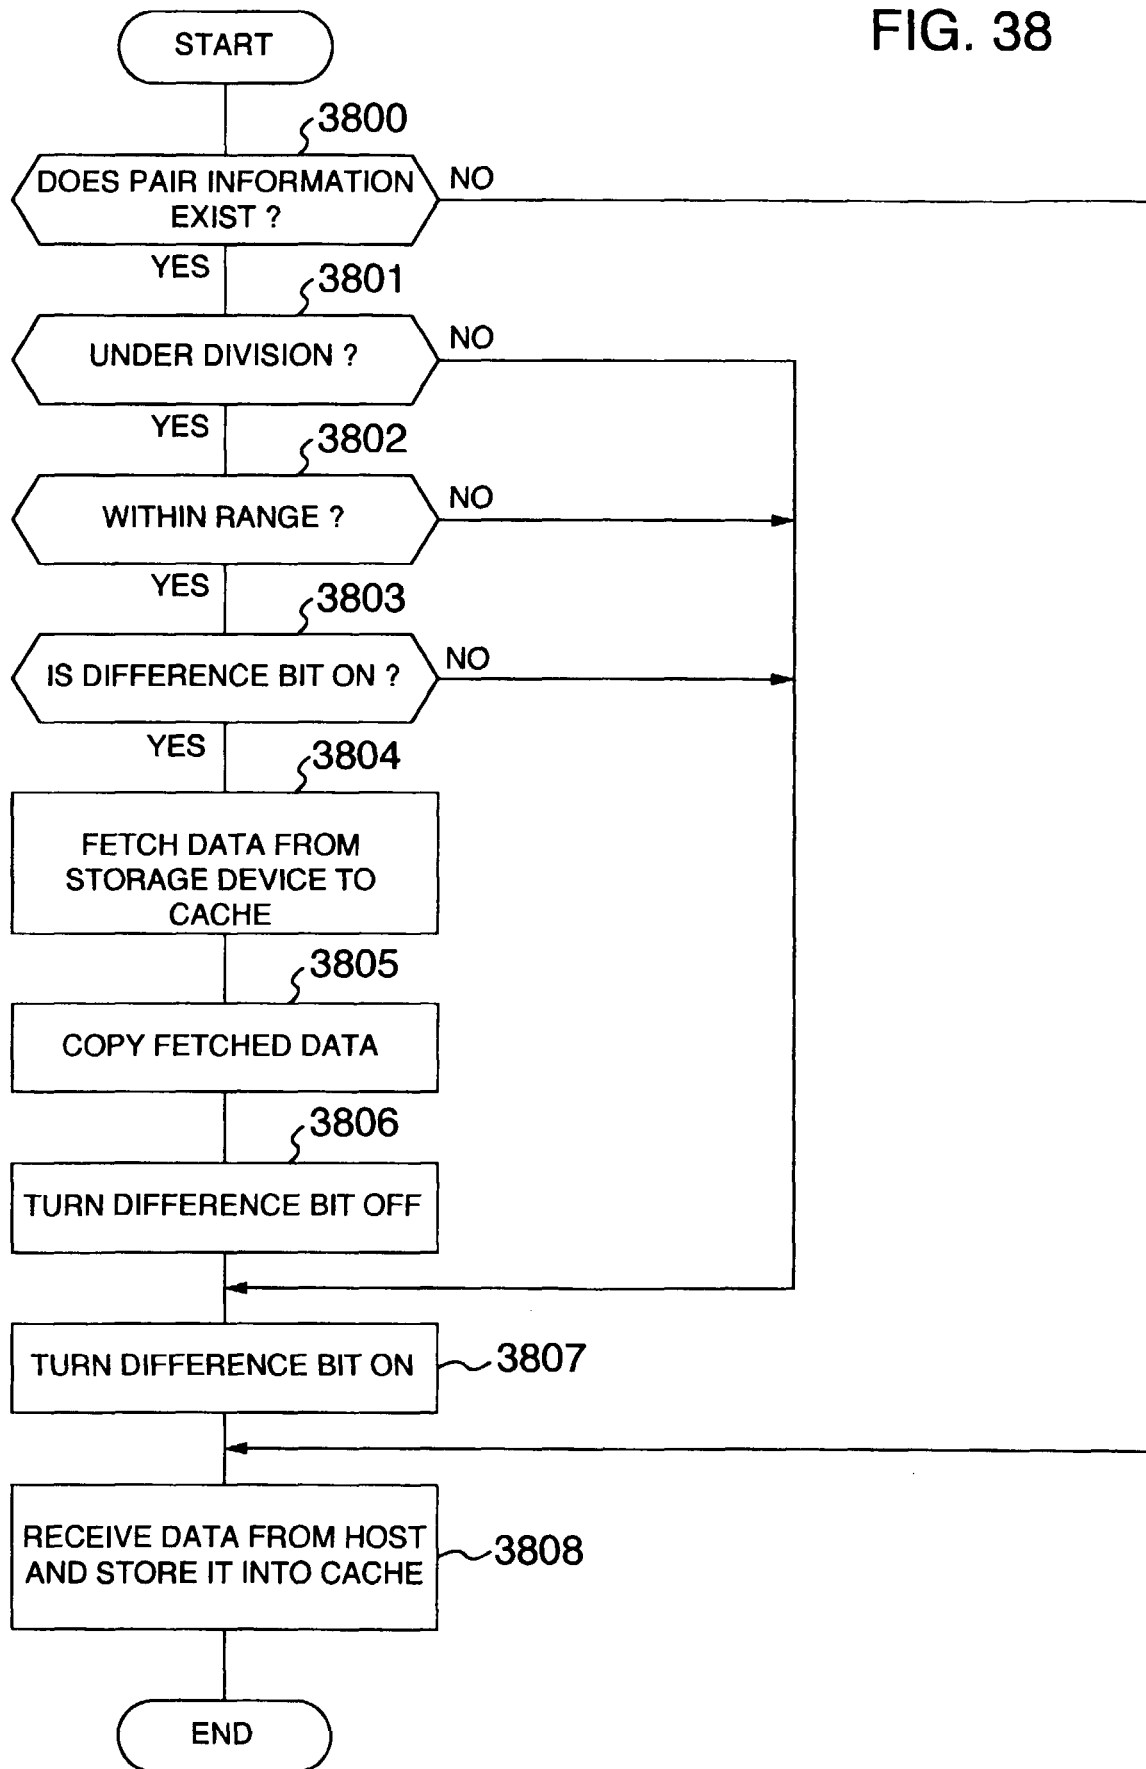 FIG. 38
START
3800
DOES PAIR INFORMATION
EXIST ?
NO
YES
3801
UNDER DIVISION ?
NO
YES
3802
WITHIN RANGE ?
NO
YES
3803
IS DIFFERENCE BIT ON ?
NO
YES
3804
FETCH DATA FROM
STORAGE DEVICE TO
CACHE
3805
COPY FETCHED DATA
3806
TURN DIFFERENCE BIT OFF
TURN DIFFERENCE BIT ON
3807
RECEIVE DATA FROM HOST
AND STORE IT INTO CACHE
3808
END